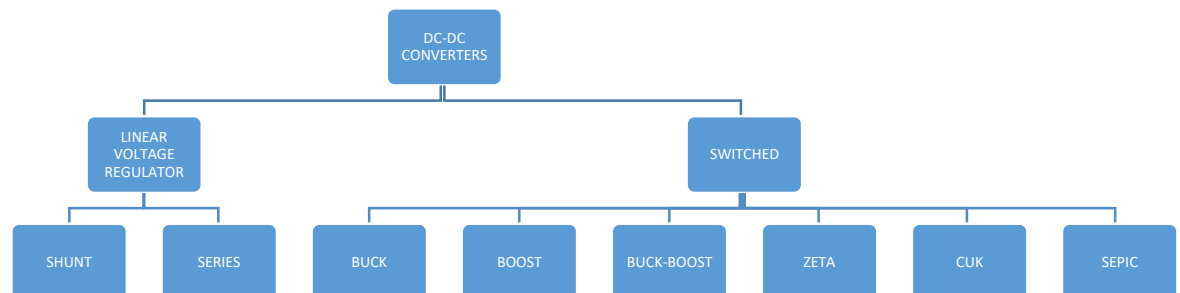 DC-DC
CONVERTERS
LINEAR
VOLTAGE
REGULATOR
SWITCHED
SHUNT
SERIES
BUCK
BOOST
BUCK-BOOST
ZETA
CUK
SEPIC